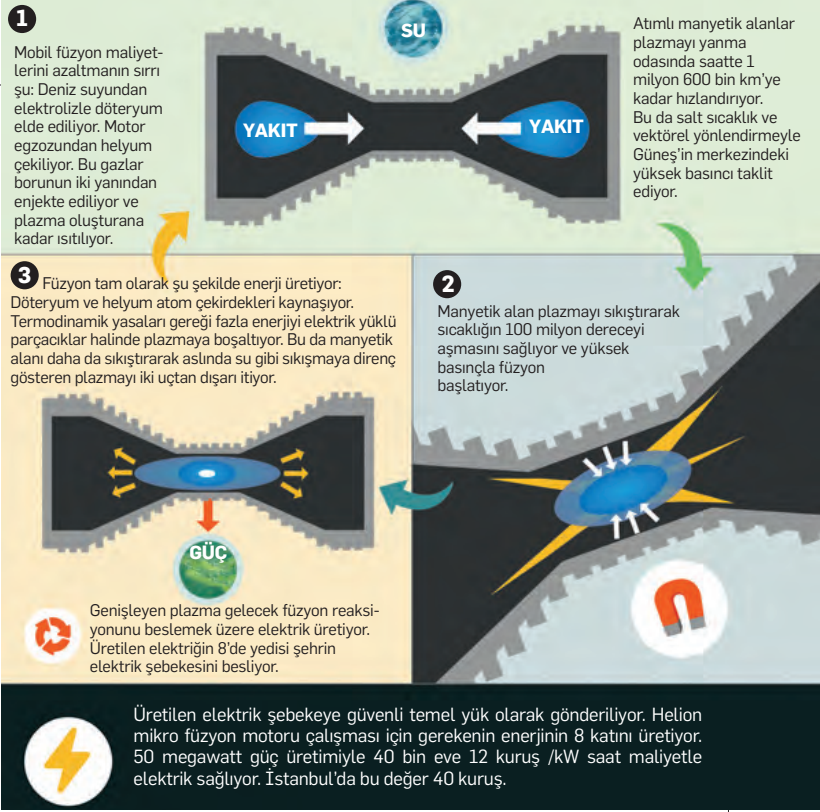 1
Mobil füzyon maliyet-
lerini azaltmanın sırrı
şu: Deniz suyundan
elektrolizle döteryum
elde ediliyor. Motor
egzozundan helyum
çekiliyor. Bu gazlar
borunun iki yanından
enjekte ediliyor ve
plazma oluşturana
kadar ısıtılıyor.
SU
YAKIT
YAKIT
Atımlı manyetik alanlar
plazmayı yanma
odasında saatte 1
milyon 600 bin km'ye
kadar hızlandırıyor.
Bu da salt sıcaklık ve
vektörel yönlendirmeyle
Güneş'in merkezindeki
yüksek basıncı taklit
ediyor.
2
Manyetik alan plazmayı sıkıştırarak
sıcaklığın 100 milyon dereceyi
aşmasını sağlıyor ve yüksek
basınçla füzyon
başlatıyor.
3 Füzyon tam olarak şu şekilde enerji üretiyor:
Döteryum ve helyum atom çekirdekleri kaynaşıyor.
Termodinamik yasaları gereği fazla enerjiyi elektrik yüklü
parçacıklar halinde plazmaya boşaltıyor. Bu da manyetik
alanı daha da sıkıştırarak aslında su gibi sıkışmaya direnç
gösteren plazmayı iki uçtan dışarı itiyor.
GÜÇ
Genişleyen plazma gelecek füzyon reaksi-
yonunu beslemek üzere elektrik üretiyor.
Üretilen elektriğin 8'de yedisi şehrin
elektrik şebekesini besliyor.
Üretilen elektrik şebekeye güvenli temel yük olarak gönderiliyor. Helion
mikro füzyon motoru çalışması için gerekenin enerjinin 8 katını üretiyor.
50 megawatt güç üretimiyle 40 bin eve 12 kuruş /kW saat maliyetle
elektrik sağlıyor. İstanbul'da bu değer 40 kuruş.